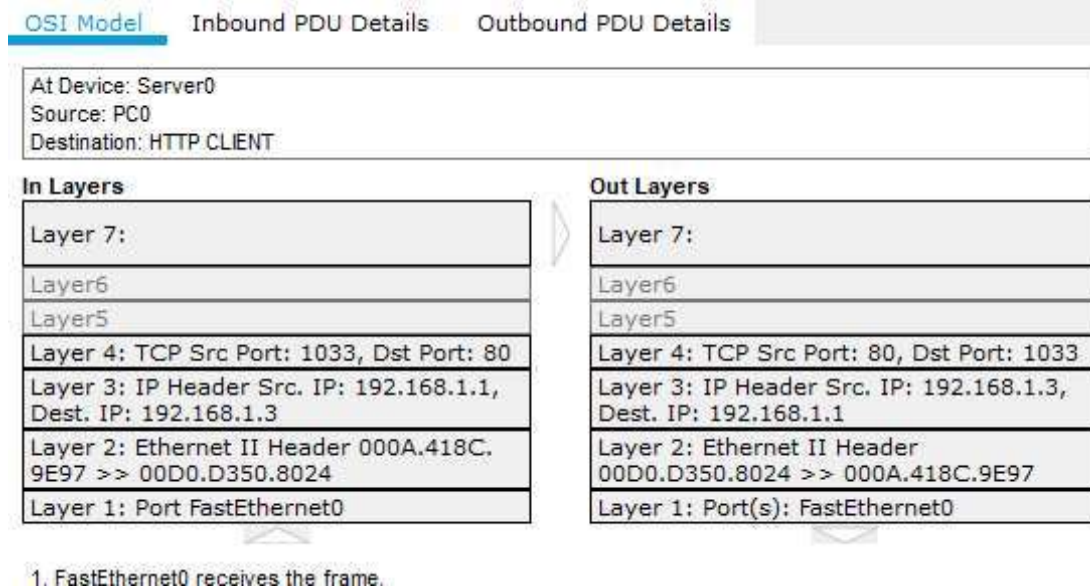 OSI Model Inbound PDU Details Outbound PDU Details
At Device: Server0
Source: PC0
Destination: HTTP CLIENT
In Layers
Layer 7:
Layer6
Layer5
Layer 4: TCP Src Port: 1033, Dst Port: 80
Layer 3: IP Header Src. IP: 192.168.1.1,
Dest. IP: 192.168.1.3
Layer 2: Ethernet II Header 000A.418C.
9E97 >> 00D0.D350.8024
Layer 1: Port FastEthernet0
Out Layers
Layer 7:
Layer6
Layer5
Layer 4: TCP Src Port: 80, Dst Port: 1033
Layer 3: IP Header Src. IP: 192.168.1.3,
Dest. IP: 192.168.1.1
Layer 2: Ethernet II Header
00D0.D350.8024 >> 000A.418C.9E97
Layer 1: Port(s): FastEthernet0
1. FastEthernet0 receives the frame.